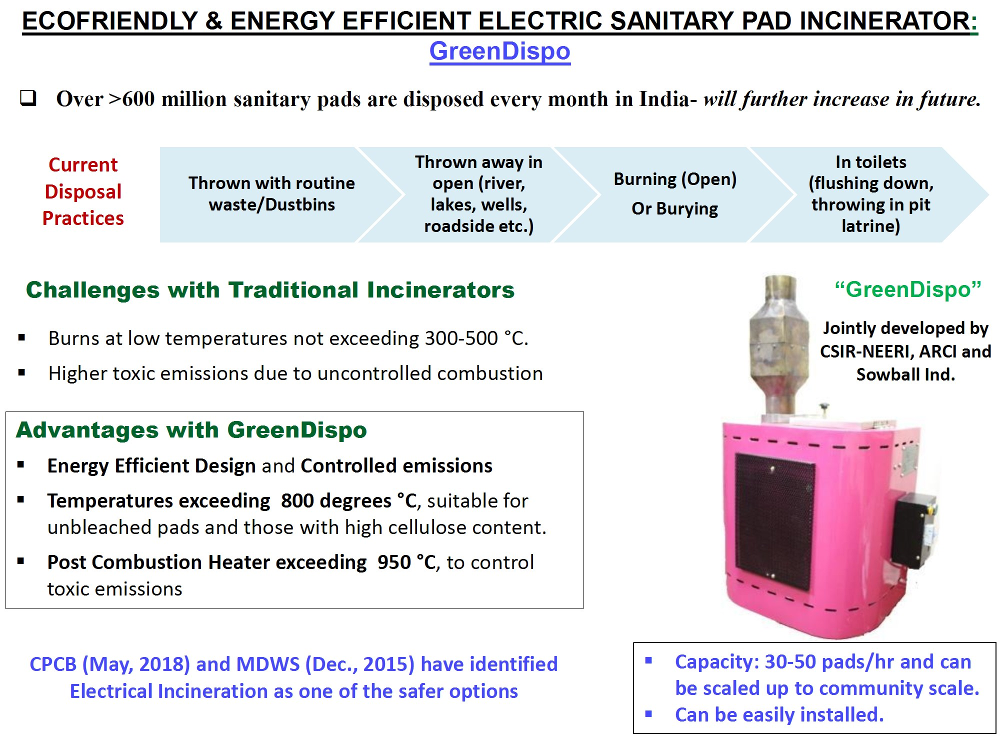 ECOFRIENDLY & ENERGY EFFICIENT ELECTRIC SANITARY PAD INCINERATOR:
GreenDispo
❑ Over >600 million sanitary pads are disposed every month in India- will further increase in future.
Current
Disposal
Practices
Thrown with routine
waste/Dustbins
Thrown away in
open (river,
lakes, wells,
roadside etc.)
Burning (Open)
Or Burying
In toilets
(flushing down,
throwing in pit
latrine)
Challenges with Traditional Incinerators
▪ Burns at low temperatures not exceeding 300-500 °C.
▪ Higher toxic emissions due to uncontrolled combustion
“GreenDispo”
Jointly developed by
CSIR-NEERI, ARCI and
Sowball Ind.
Advantages with GreenDispo
▪ Energy Efficient Design and Controlled emissions
▪ Temperatures exceeding 800 degrees °C, suitable for
unbleached pads and those with high cellulose content.
▪ Post Combustion Heater exceeding 950 °C, to control
toxic emissions
CPCB (May, 2018) and MDWS (Dec., 2015) have identified
Electrical Incineration as one of the safer options
▪ Capacity: 30-50 pads/hr and can
be scaled up to community scale.
▪ Can be easily installed.